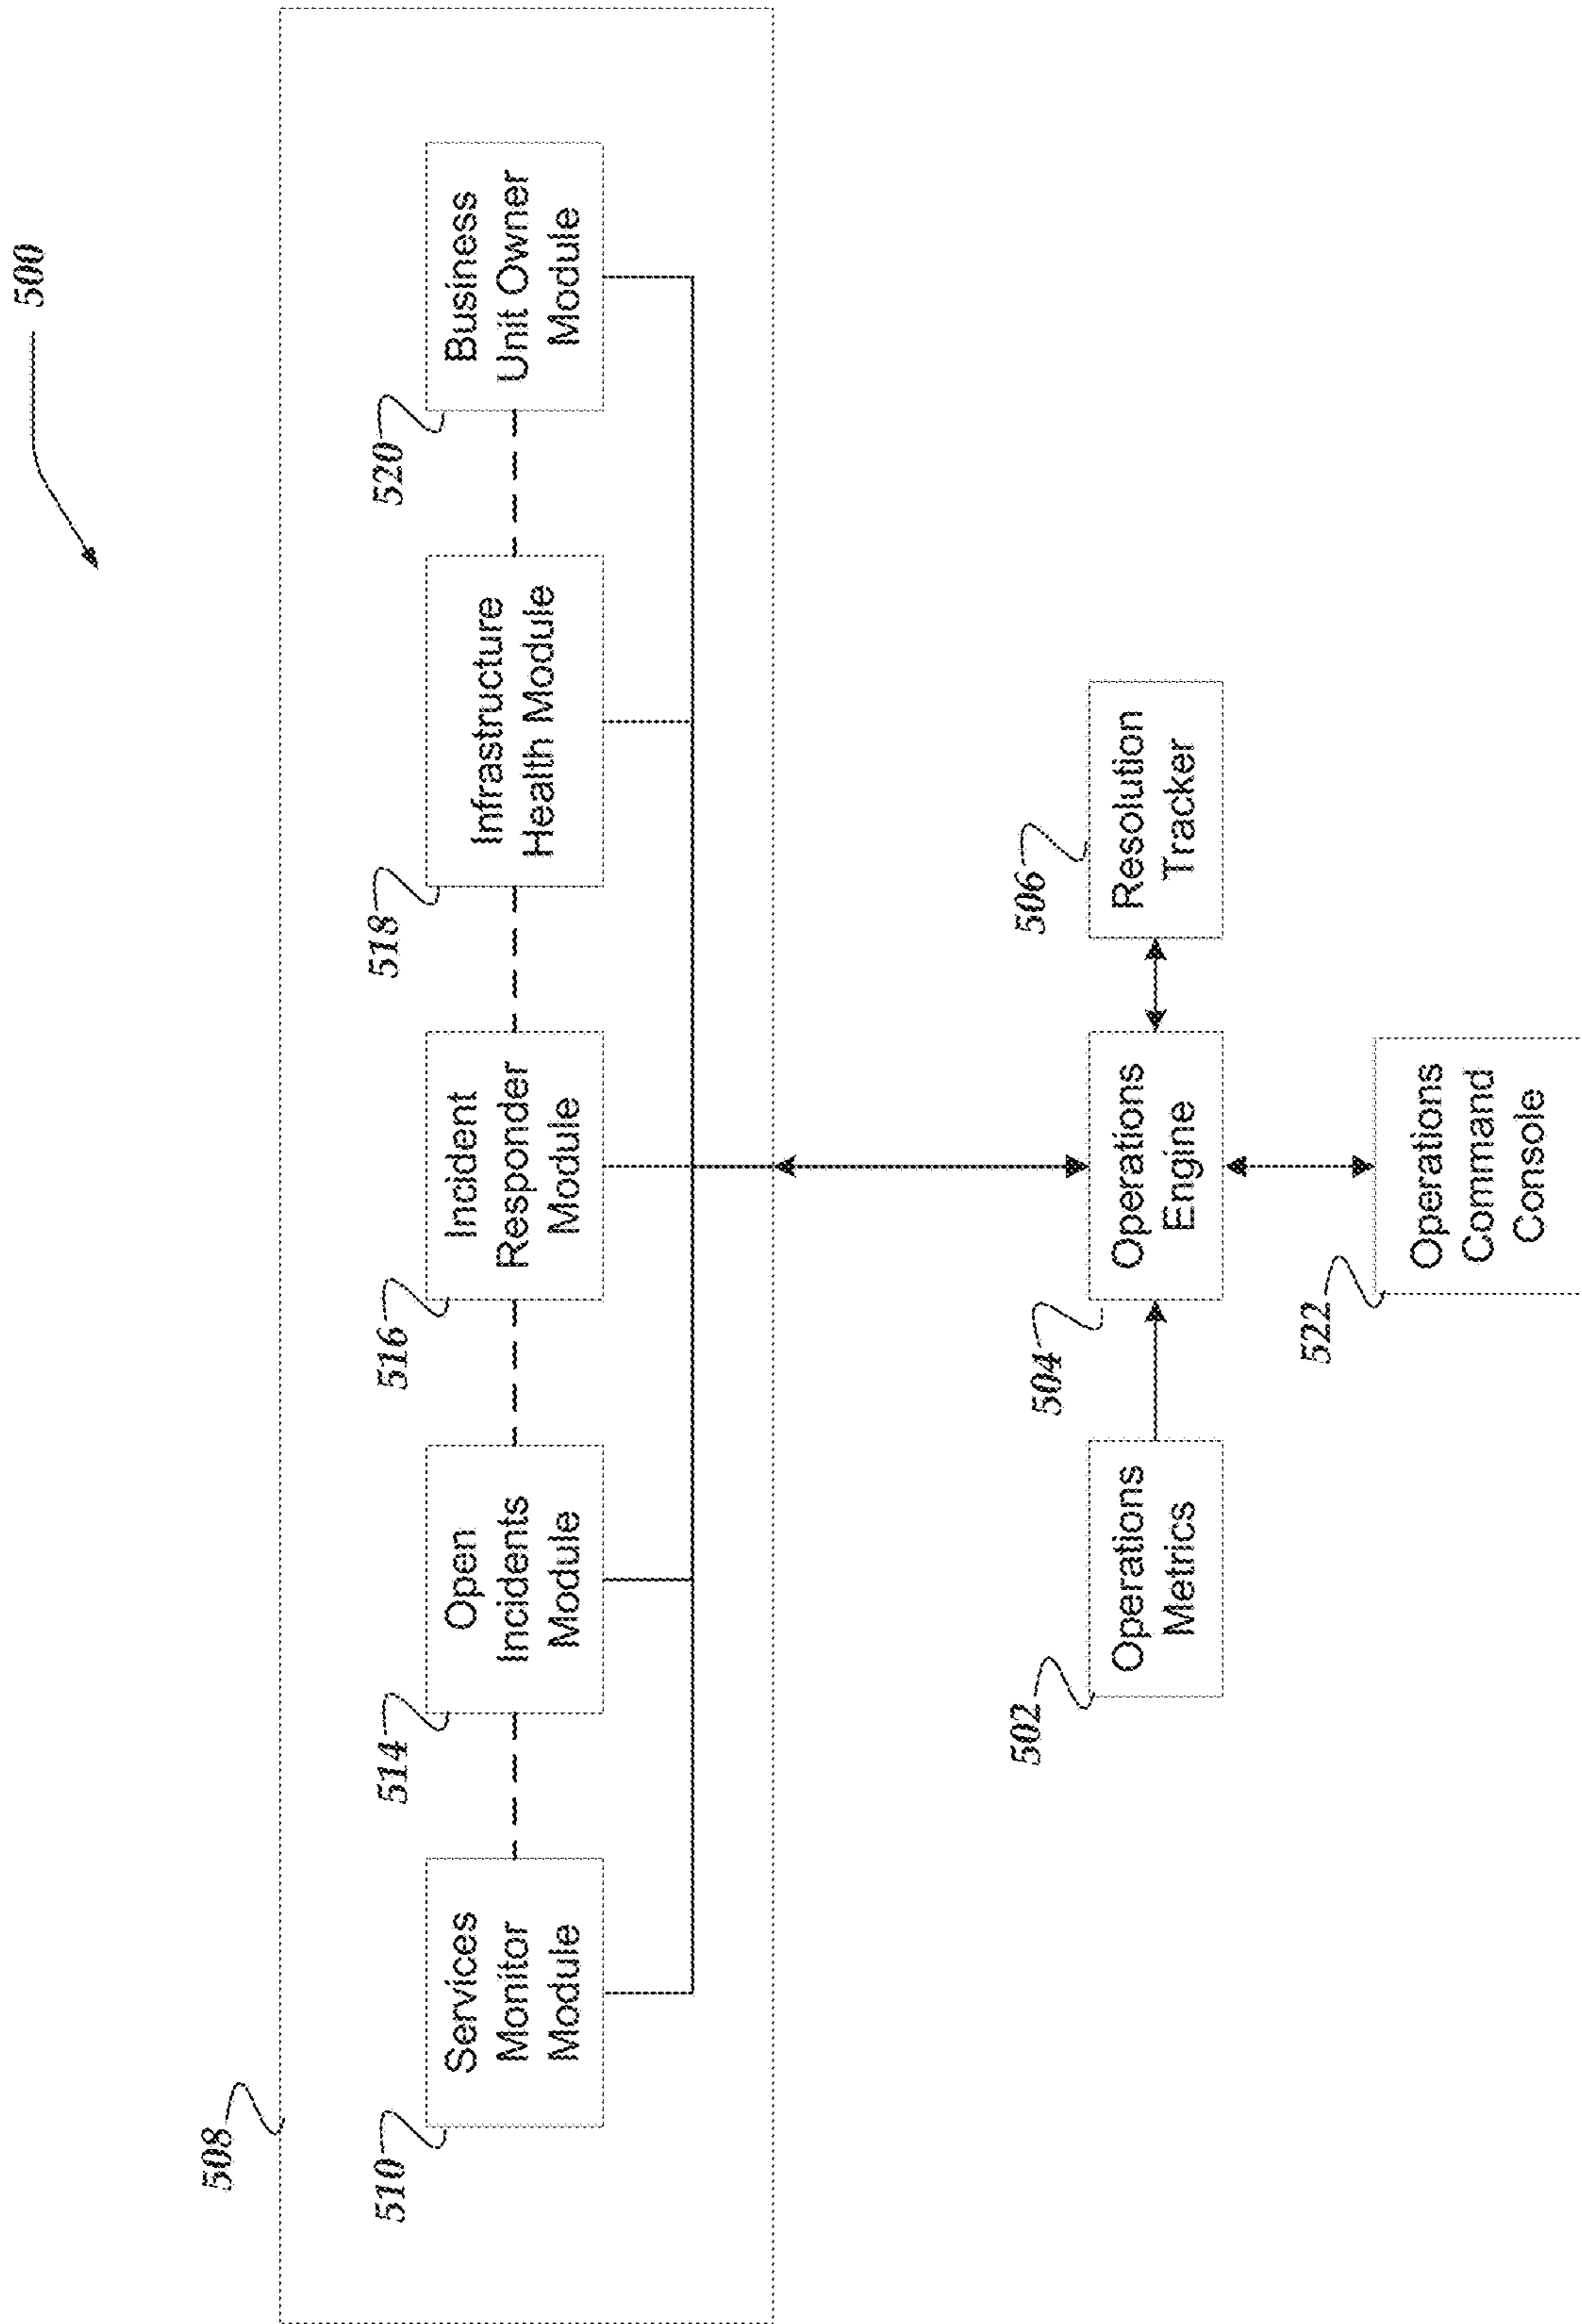 500
508
510
Services
Monitor
Module
514
Open
Incidents
Module
516
Incident
Responder
Module
518
Infrastructure
Health Module
520
Business
Unit Owner
Module
502
Operations
Metrics
504
Operations
Engine
506
Resolution
Tracker
522
Operations
Command
Console